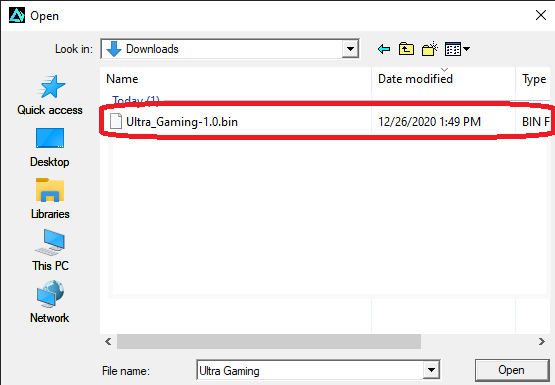 Open
Look in: Downloads
Name Date modified Type
Today (1)
Ultra_Gaming-1.0.bin 12/26/2020 1:49 PM BIN F
Quick access
Desktop
Libraries
This PC
Network
File name: Ultra Gaming Open